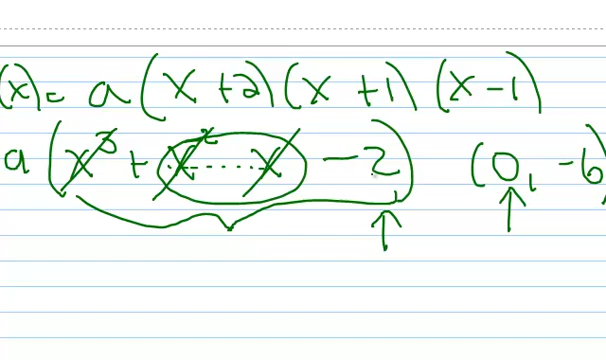 (x) = a(x+2)(x+1)(x-1)
a(x³ + x² ...... x - 2) (0, -6)